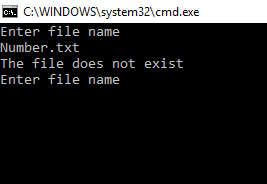 C:\WINDOWS\system32\cmd.exe
Enter file name
Number.txt
The file does not exist
Enter file name